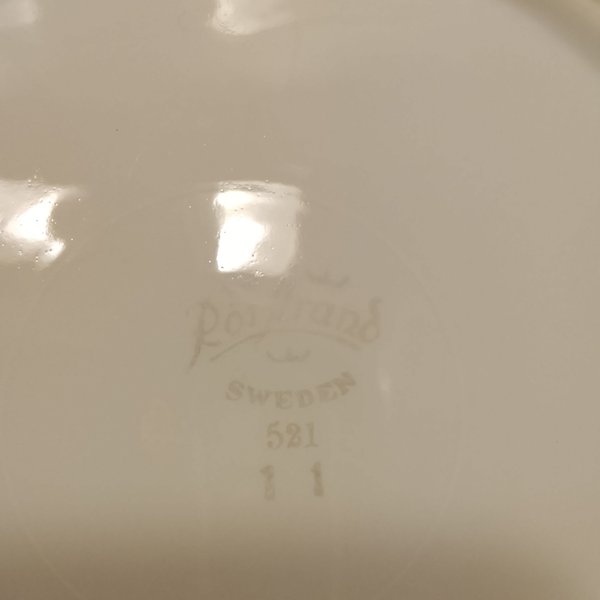 Rörstrand
SWEDEN
521
1 1